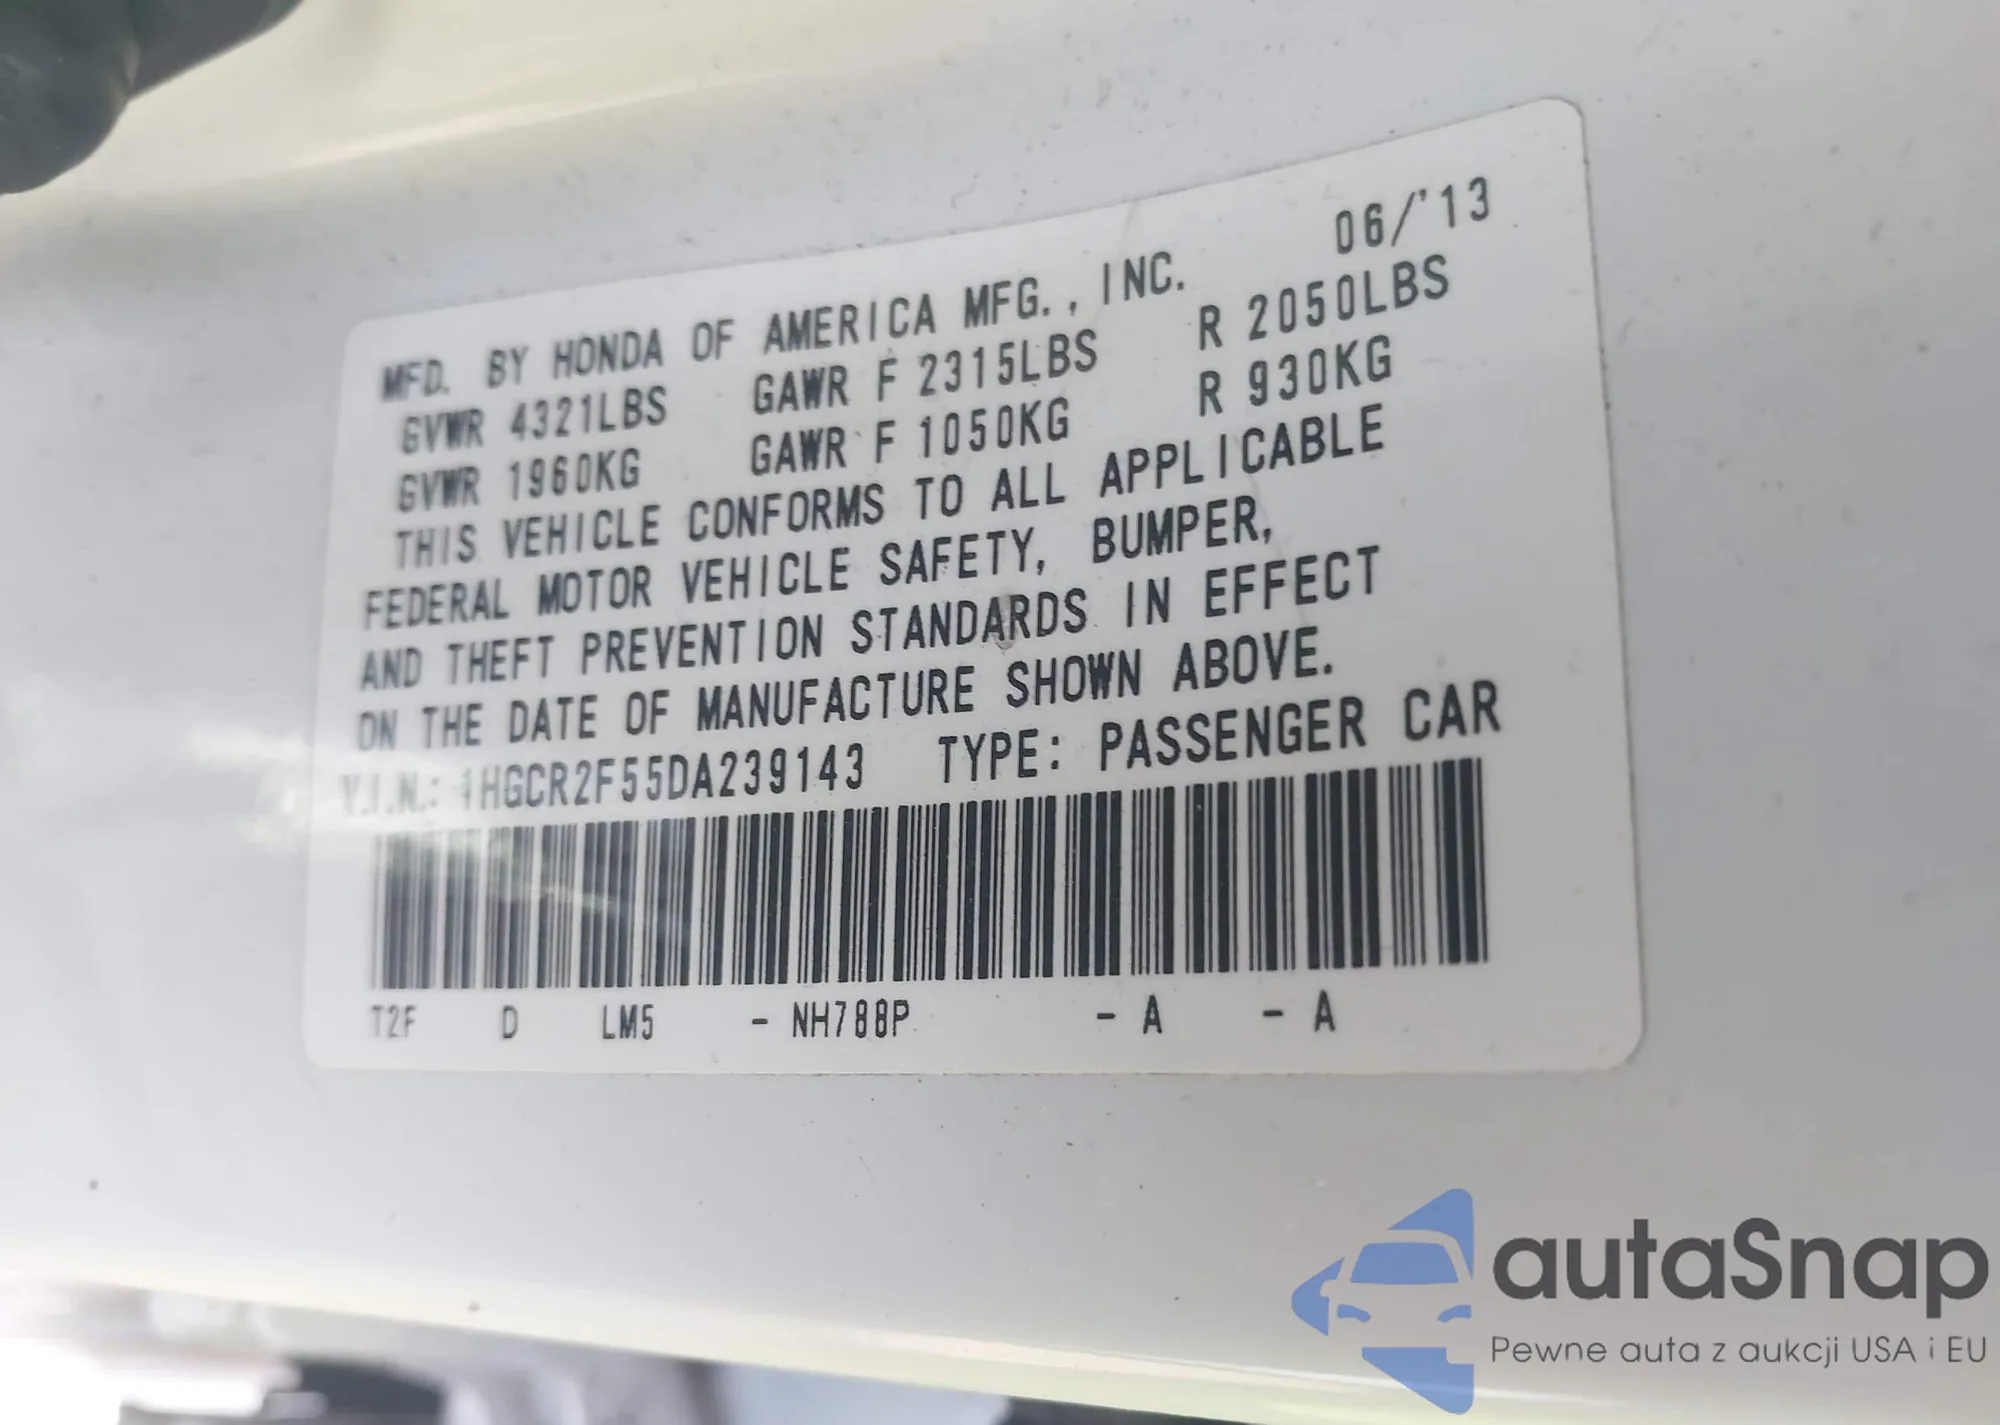 06/'13
MFD. BY HONDA OF AMERICA MFG., INC.
GVWR 4321LBS GAWR F 2315LBS R 2050LBS
GVWR 1960KG GAWR F 1050KG R 930KG
THIS VEHICLE CONFORMS TO ALL APPLICABLE
FEDERAL MOTOR VEHICLE SAFETY, BUMPER,
AND THEFT PREVENTION STANDARDS IN EFFECT
ON THE DATE OF MANUFACTURE SHOWN ABOVE.
V.I.N.: 1HGCR2F55DA239143 TYPE: PASSENGER CAR
T2F D LM5 - NH788P - A - A
autaSnap
Pewne auta z aukcji USA i EU